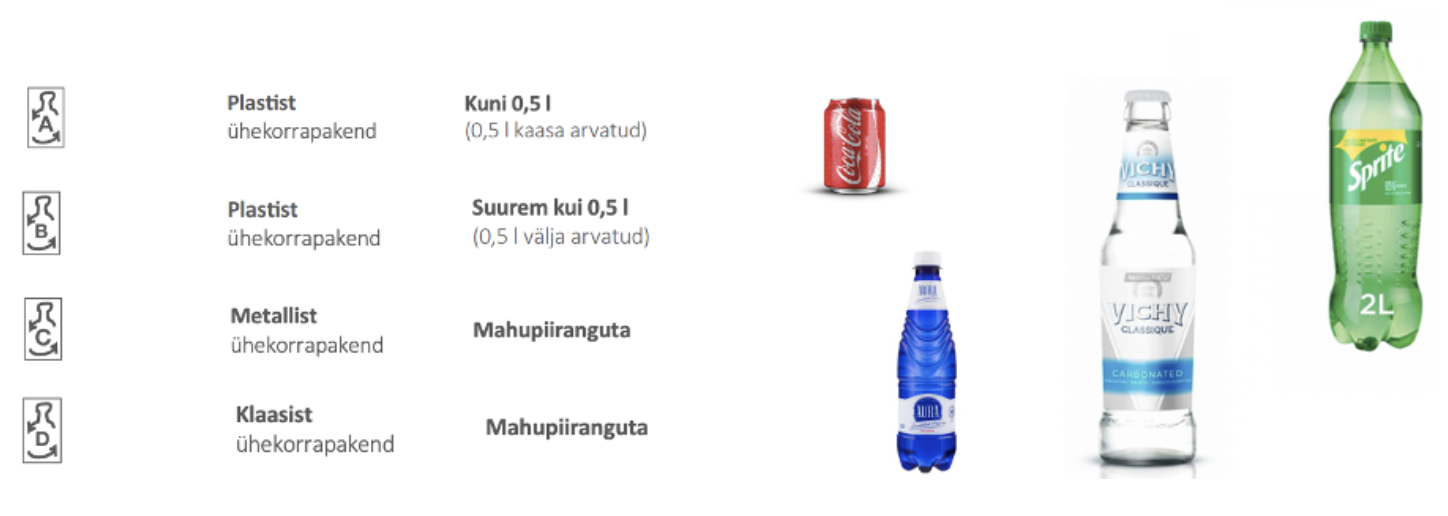 A
Plastist
ühekorrapakend
Kuni 0,5 l
(0,5 l kaasa arvatud)
B
Plastist
ühekorrapakend
Suurem kui 0,5 l
(0,5 l välja arvatud)
C
Metallist
ühekorrapakend
Mahupiiranguta
D
Klaasist
ühekorrapakend
Mahupiiranguta
Coca-Cola
AURA
AURA
VICHY
CLASSIQUE
VICHY
CLASSIQUE
CARBONATED
Sprite
2L